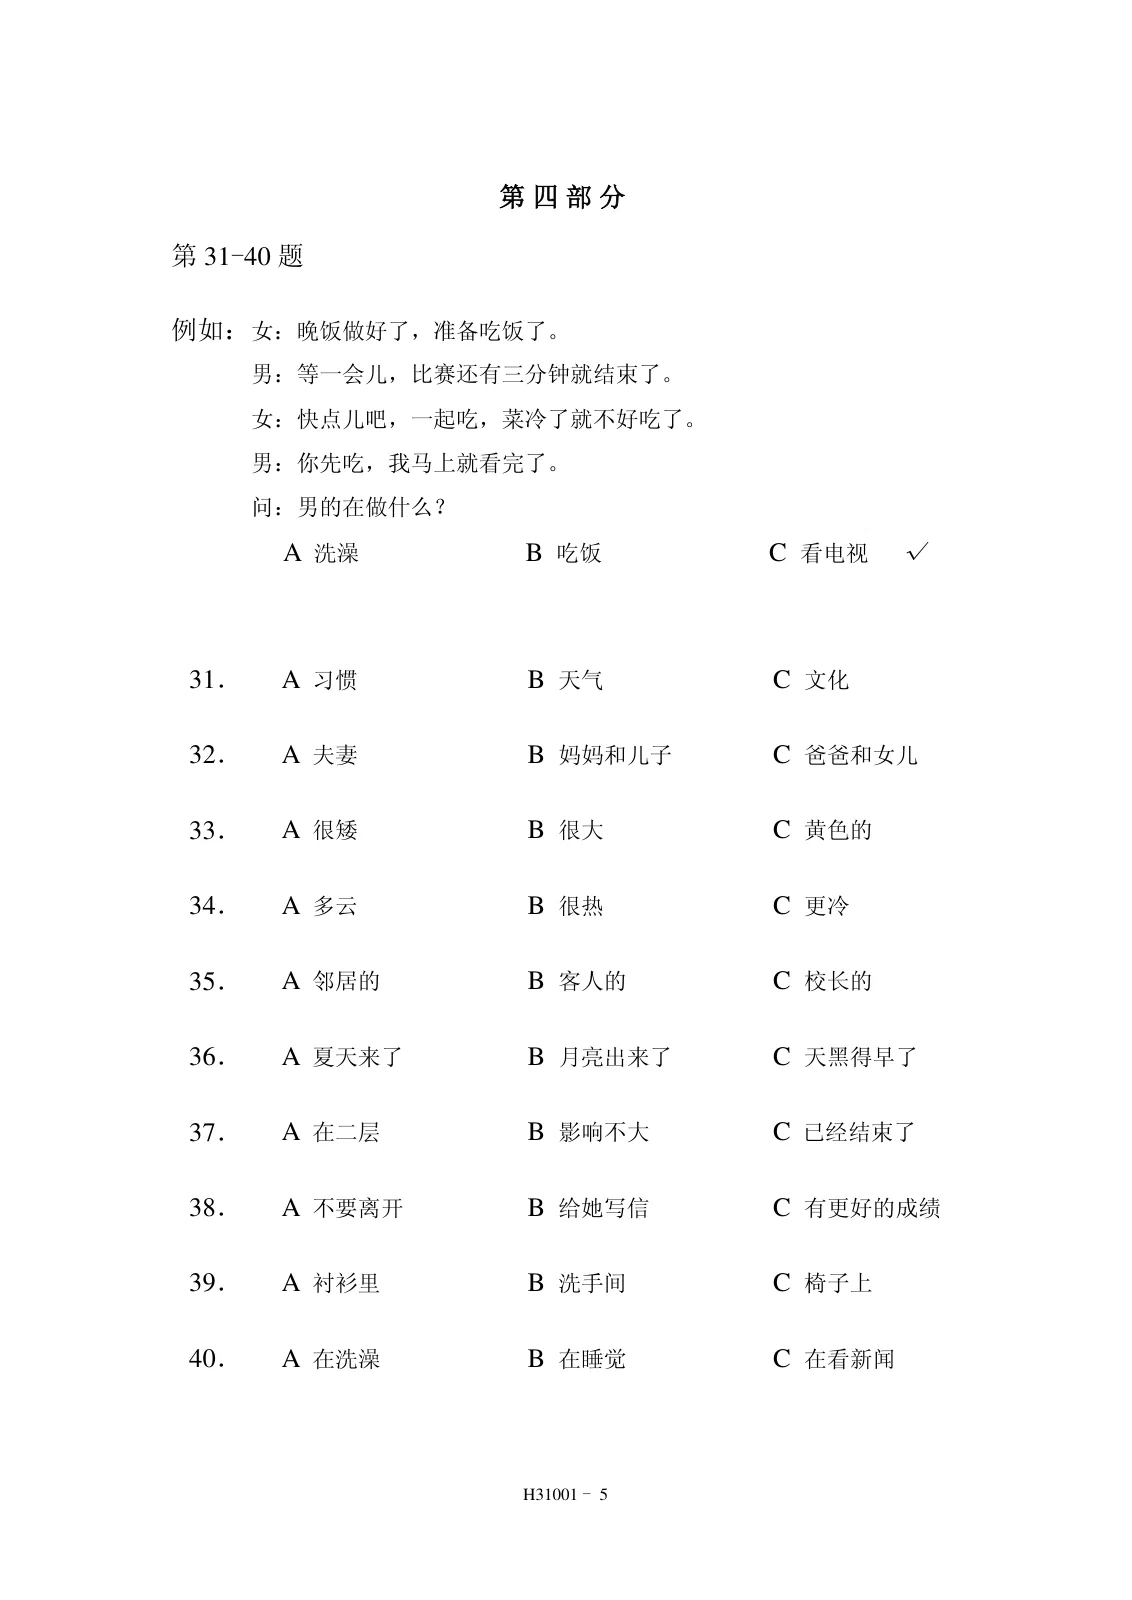 第四部分
第 31-40 题
例如：女：晚饭做好了，准备吃饭了。
男：等一会儿，比赛还有三分钟就结束了。
女：快点儿吧，一起吃，菜冷了就不好吃了。
男：你先吃，我马上就看完了。
问：男的在做什么？
A 洗澡 B 吃饭 C 看电视 √
31． A 习惯 B 天气 C 文化
32． A 夫妻 B 妈妈和儿子 C 爸爸和女儿
33． A 很矮 B 很大 C 黄色的
34． A 多云 B 很热 C 更冷
35． A 邻居的 B 客人的 C 校长的
36． A 夏天来了 B 月亮出来了 C 天黑得早了
37． A 在二层 B 影响不大 C 已经结束了
38． A 不要离开 B 给她写信 C 有更好的成绩
39． A 衬衫里 B 洗手间 C 椅子上
40． A 在洗澡 B 在睡觉 C 在看新闻
H31001 - 5